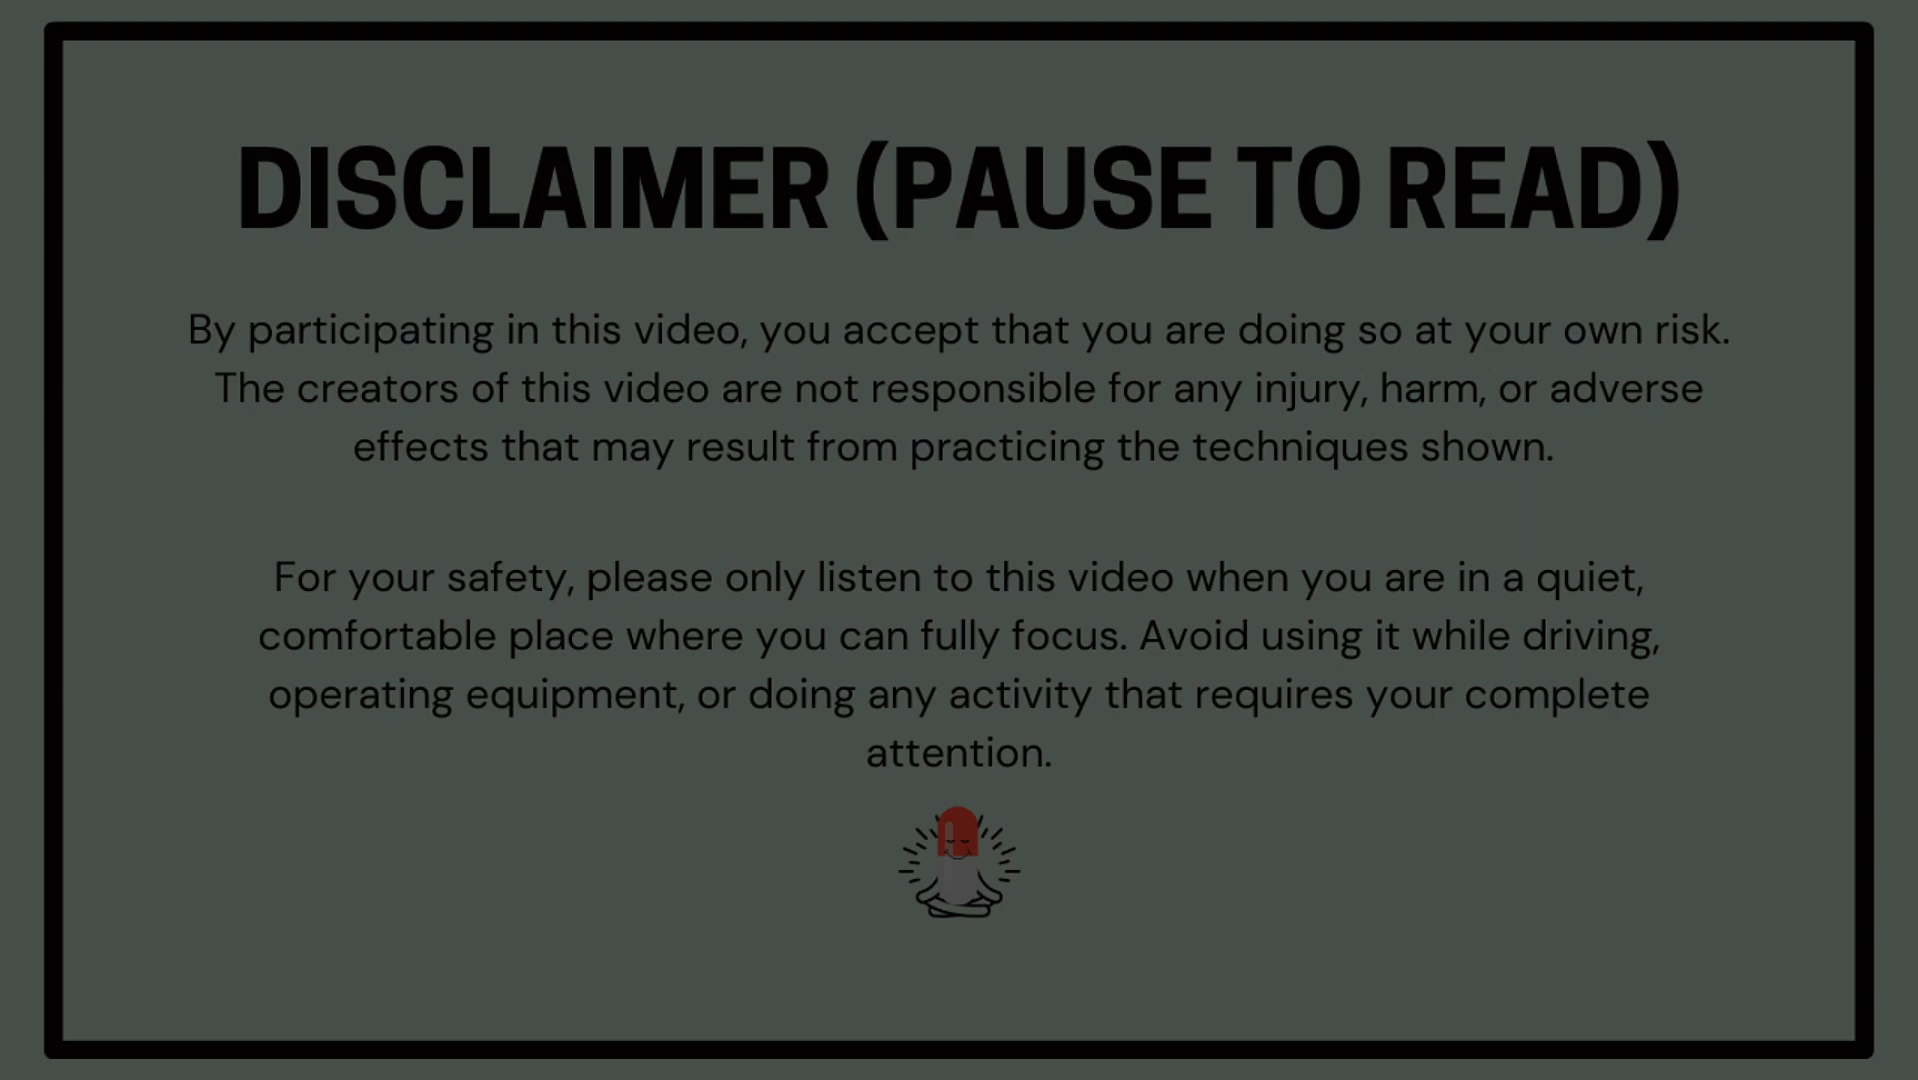 DISCLAIMER (PAUSE TO READ)
By participating in this video, you accept that you are doing so at your own risk.
The creators of this video are not responsible for any injury, harm, or adverse
effects that may result from practicing the techniques shown.
For your safety, please only listen to this video when you are in a quiet,
comfortable place where you can fully focus. Avoid using it while driving,
operating equipment, or doing any activity that requires your complete
attention.